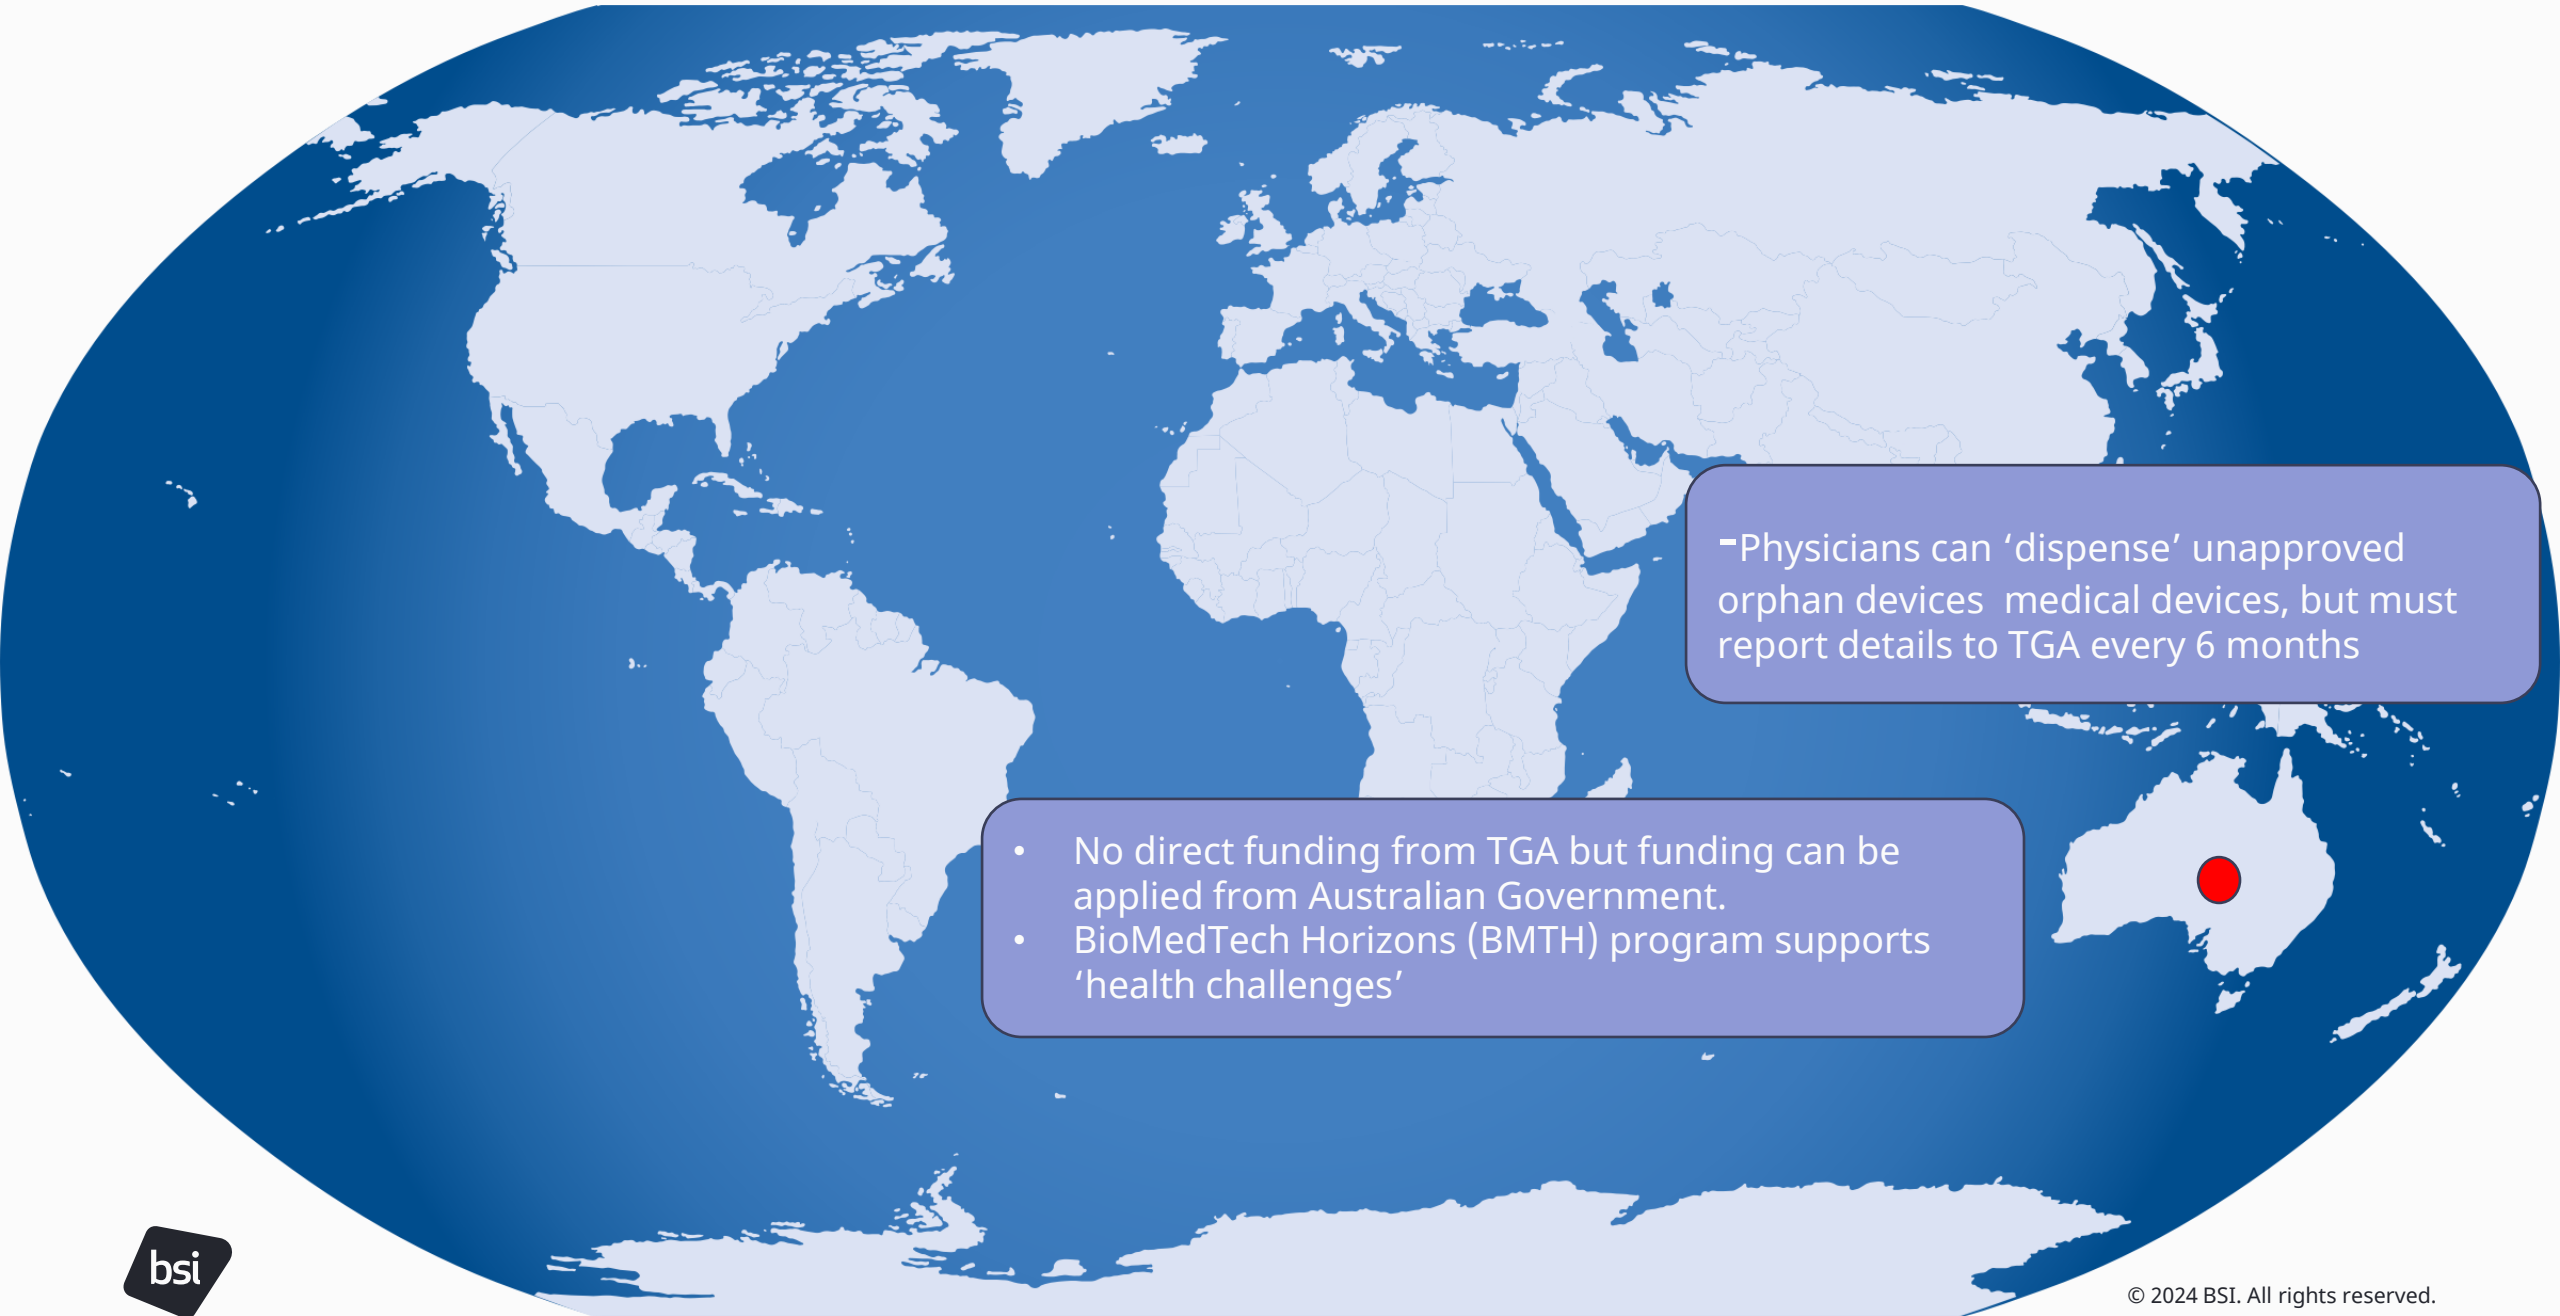 -Physicians can ‘dispense’ unapproved
orphan devices  medical devices, but must
report details to TGA every 6 months
• No direct funding from TGA but funding can be
applied from Australian Government.
• BioMedTech Horizons (BMTH) program supports
‘health challenges’
bsi
© 2024 BSI. All rights reserved.